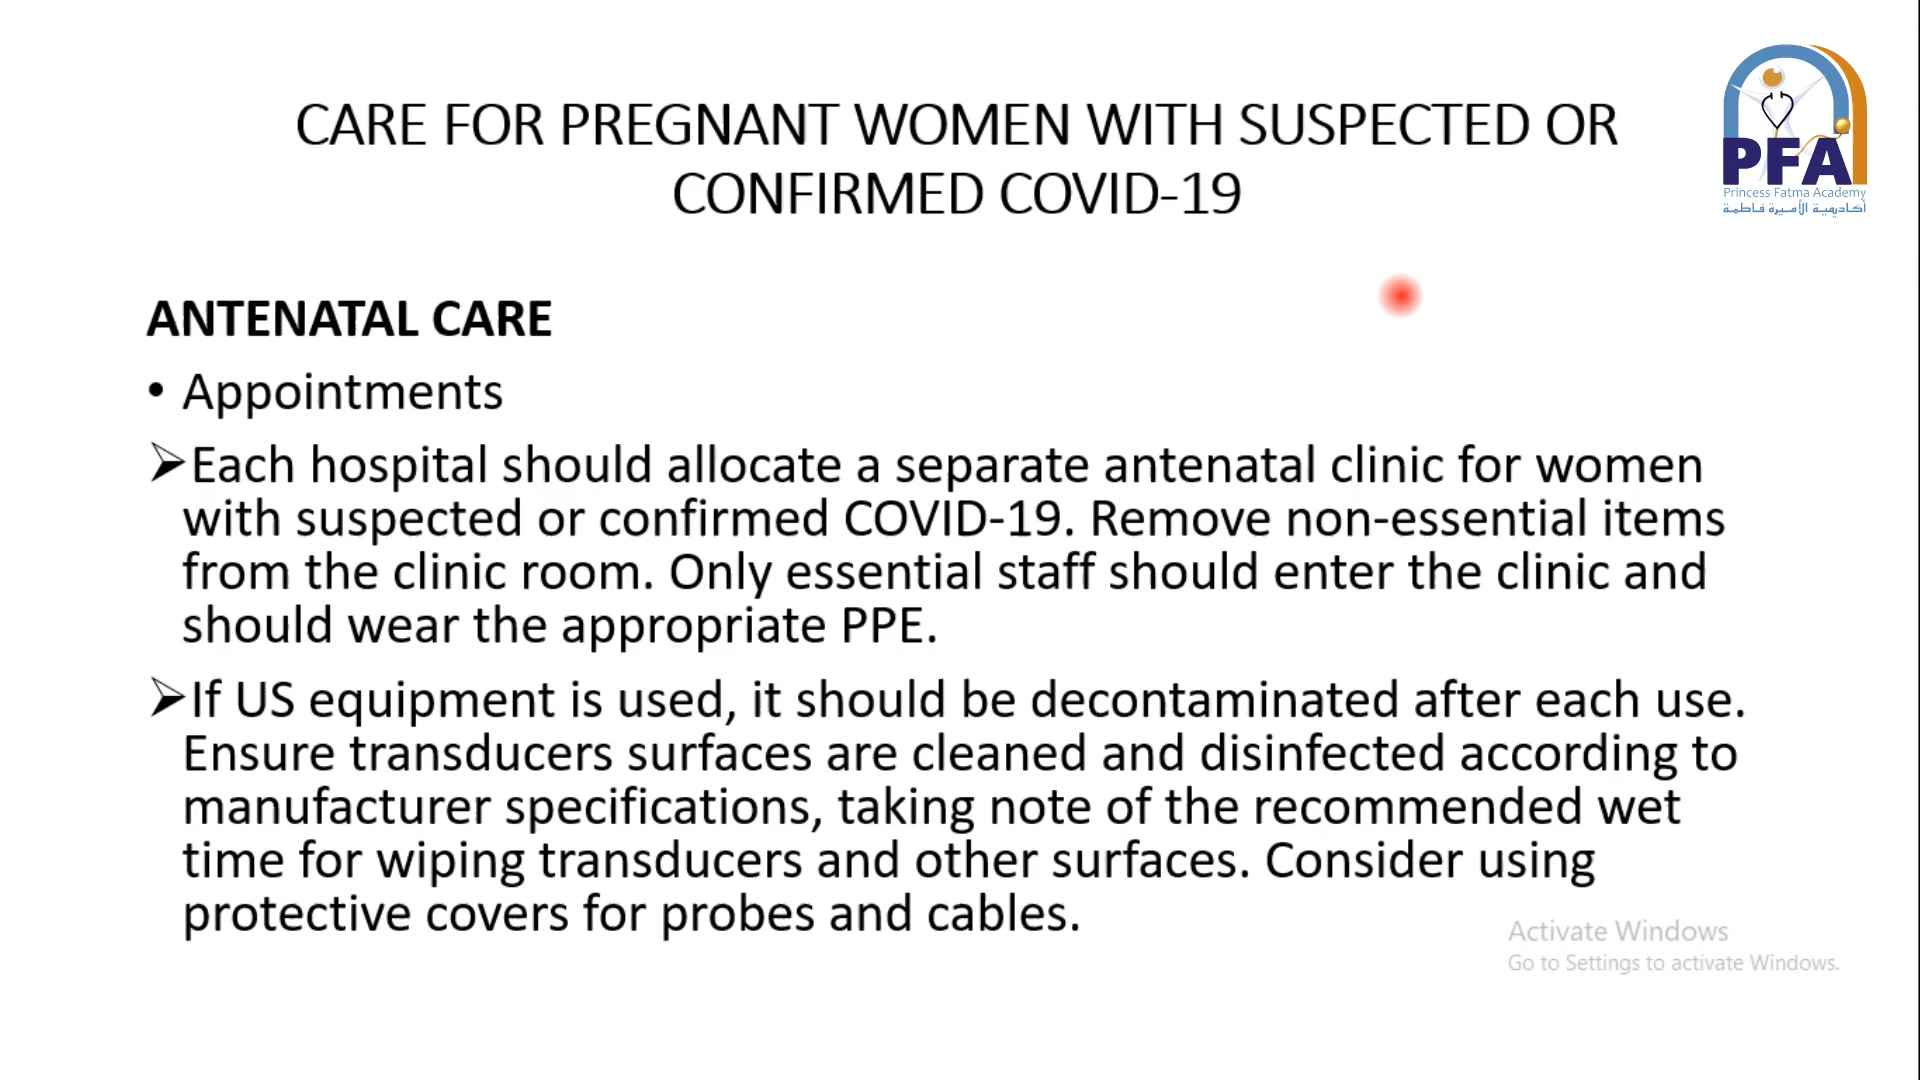 CARE FOR PREGNANT WOMEN WITH SUSPECTED OR
CONFIRMED COVID-19
PFA
Princess Fatma Academy
أكاديمية الأميرة فاطمة
ANTENATAL CARE
• Appointments
➢Each hospital should allocate a separate antenatal clinic for women
with suspected or confirmed COVID-19. Remove non-essential items
from the clinic room. Only essential staff should enter the clinic and
should wear the appropriate PPE.
➢If US equipment is used, it should be decontaminated after each use.
Ensure transducers surfaces are cleaned and disinfected according to
manufacturer specifications, taking note of the recommended wet
time for wiping transducers and other surfaces. Consider using
protective covers for probes and cables.
Activate Windows
Go to Settings to activate Windows.